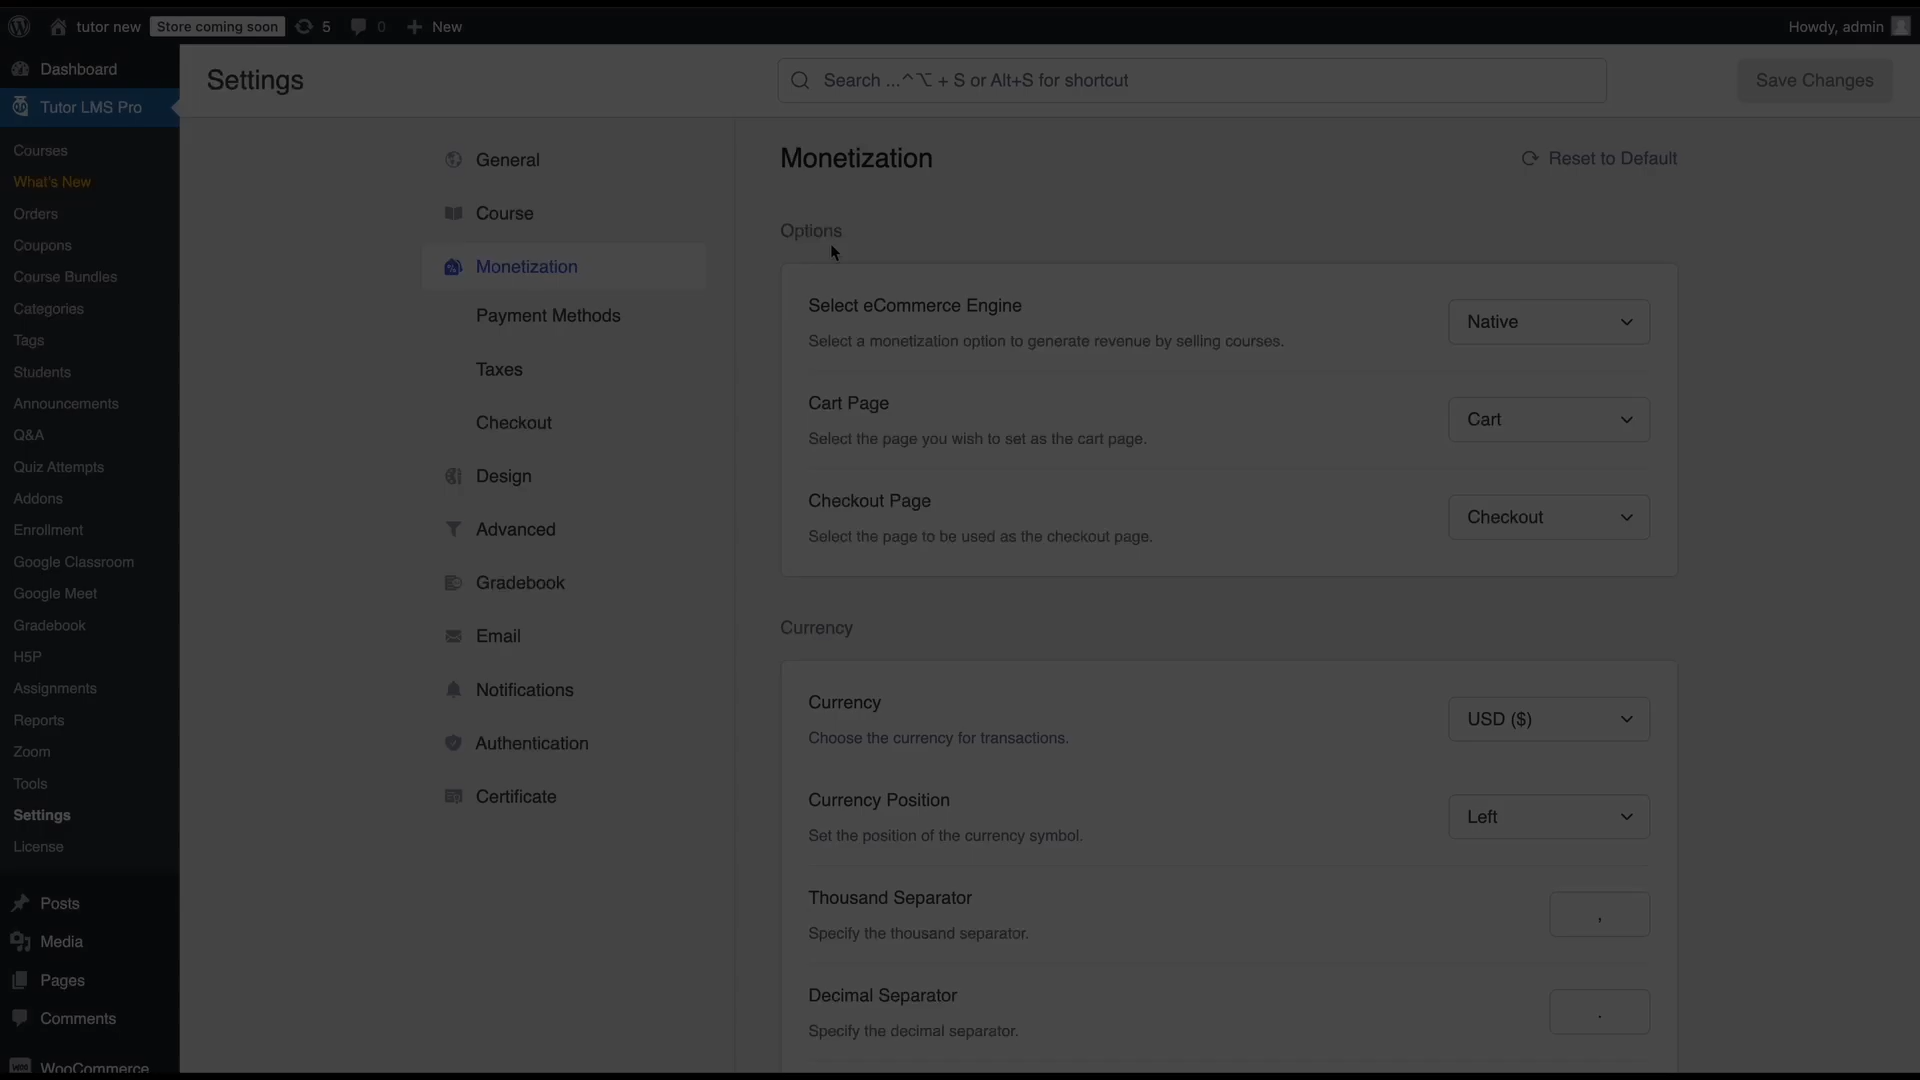 tutor new
Store coming soon
5
0
New
Howdy, admin
Dashboard
Tutor LMS Pro
Courses
What's New
Orders
Coupons
Course Bundles
Categories
Tags
Students
Announcements
Q&A
Quiz Attempts
Addons
Enrollment
Google Classroom
Google Meet
Gradebook
H5P
Assignments
Reports
Zoom
Tools
Settings
License
Posts
Media
Pages
Comments
WooCommerce
Settings
Search ...^⌥ + S or Alt+S for shortcut
Save Changes
General
Course
Monetization
Payment Methods
Taxes
Checkout
Design
Advanced
Gradebook
Email
Notifications
Authentication
Certificate
Monetization
Reset to Default
Options
Select eCommerce Engine
Select a monetization option to generate revenue by selling courses.
Native
Cart Page
Select the page you wish to set as the cart page.
Cart
Checkout Page
Select the page to be used as the checkout page.
Checkout
Currency
Currency
Choose the currency for transactions.
USD ($)
Currency Position
Set the position of the currency symbol.
Left
Thousand Separator
Specify the thousand separator.
,
Decimal Separator
Specify the decimal separator.
.